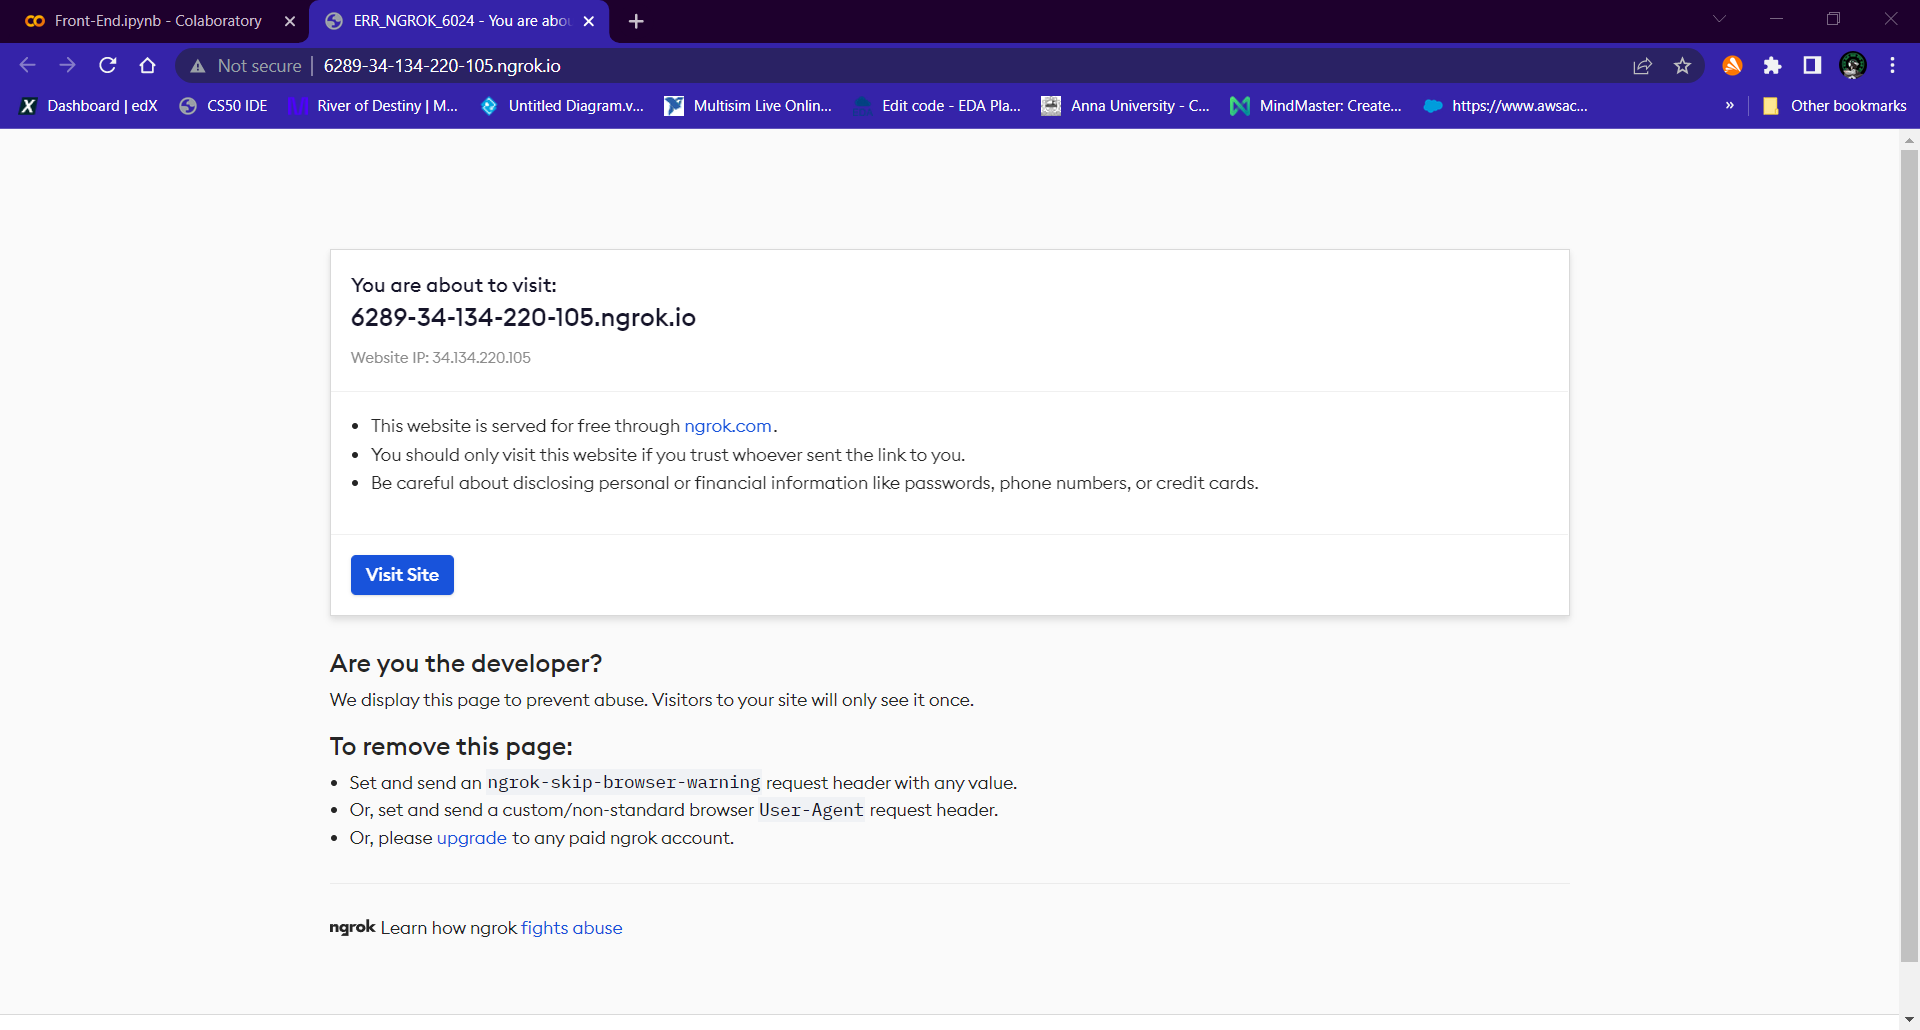 Front-End.ipynb - Colaboratory
ERR_NGROK_6024 - You are abo
Not secure
6289-34-134-220-105.ngrok.io
Dashboard | edX
CS50 IDE
River of Destiny | M...
Untitled Diagram.v...
Multisim Live Onlin...
Edit code - EDA Pla...
Anna University - C...
MindMaster: Create...
https://www.awsac...
»
Other bookmarks
You are about to visit:
6289-34-134-220-105.ngrok.io
Website IP: 34.134.220.105
• This website is served for free through ngrok.com.
• You should only visit this website if you trust whoever sent the link to you.
• Be careful about disclosing personal or financial information like passwords, phone numbers, or credit cards.
Visit Site
Are you the developer?
We display this page to prevent abuse. Visitors to your site will only see it once.
To remove this page:
• Set and send an ngrok-skip-browser-warning request header with any value.
• Or, set and send a custom/non-standard browser User-Agent request header.
• Or, please upgrade to any paid ngrok account.
ngrok Learn how ngrok fights abuse